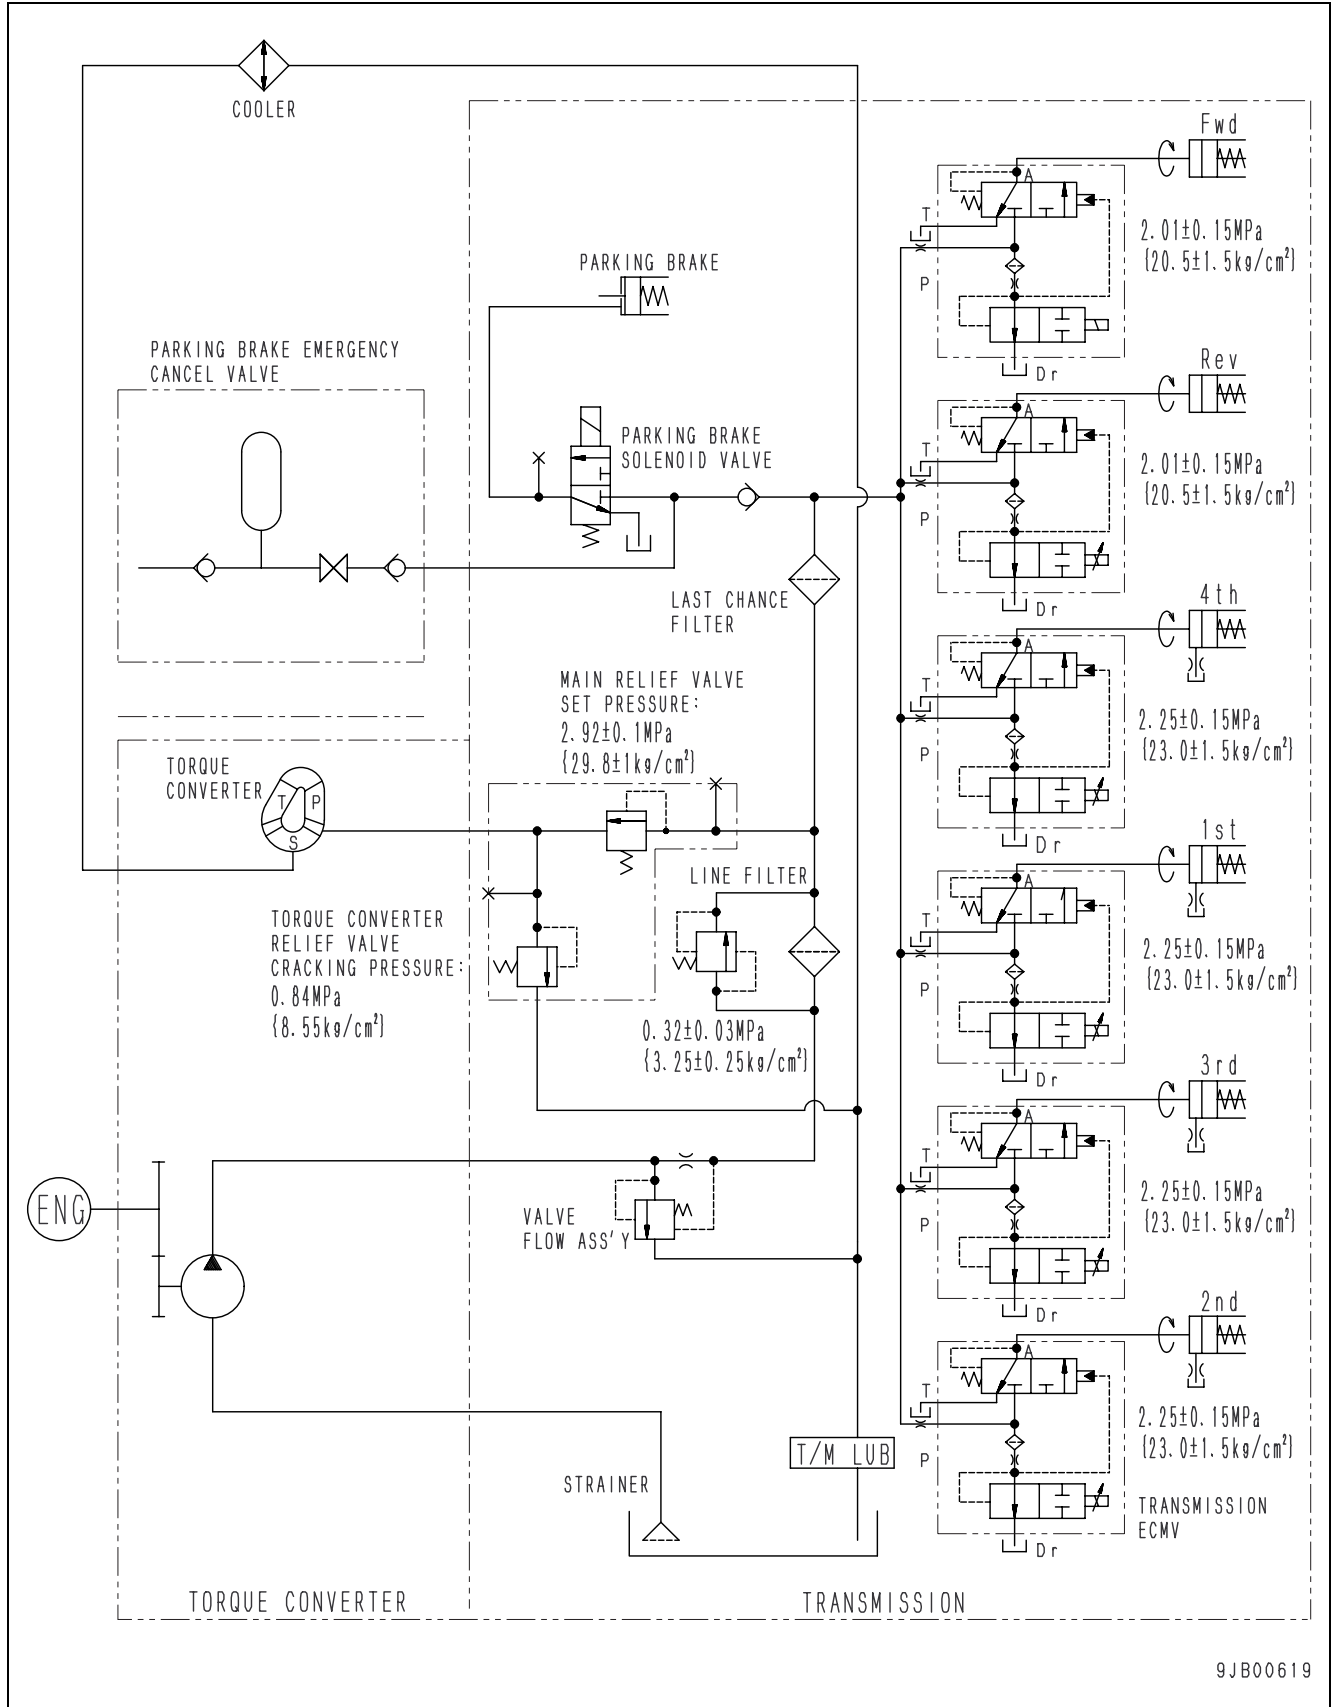 COOLER
Fwd
A
T
2.01±0.15MPa
{20.5±1.5kg/cm²}
P
Dr
PARKING BRAKE
PARKING BRAKE EMERGENCY
CANCEL VALVE
PARKING BRAKE
SOLENOID VALVE
Rev
A
T
2.01±0.15MPa
{20.5±1.5kg/cm²}
P
Dr
LAST CHANCE
FILTER
4th
A
T
2.25±0.15MPa
{23.0±1.5kg/cm²}
P
Dr
MAIN RELIEF VALVE
SET PRESSURE:
2.92±0.1MPa
{29.8±1kg/cm²}
TORQUE
CONVERTER
T
P
S
LINE FILTER
1st
A
T
2.25±0.15MPa
{23.0±1.5kg/cm²}
P
Dr
TORQUE CONVERTER
RELIEF VALVE
CRACKING PRESSURE:
0.84MPa
{8.55kg/cm²}
0.32±0.03MPa
{3.25±0.25kg/cm²}
3rd
A
T
2.25±0.15MPa
{23.0±1.5kg/cm²}
P
Dr
ENG
VALVE
FLOW ASS'Y
2nd
A
T
2.25±0.15MPa
{23.0±1.5kg/cm²}
P
Dr
T/M LUB
STRAINER
TRANSMISSION
ECMV
TORQUE CONVERTER
TRANSMISSION
9JB00619